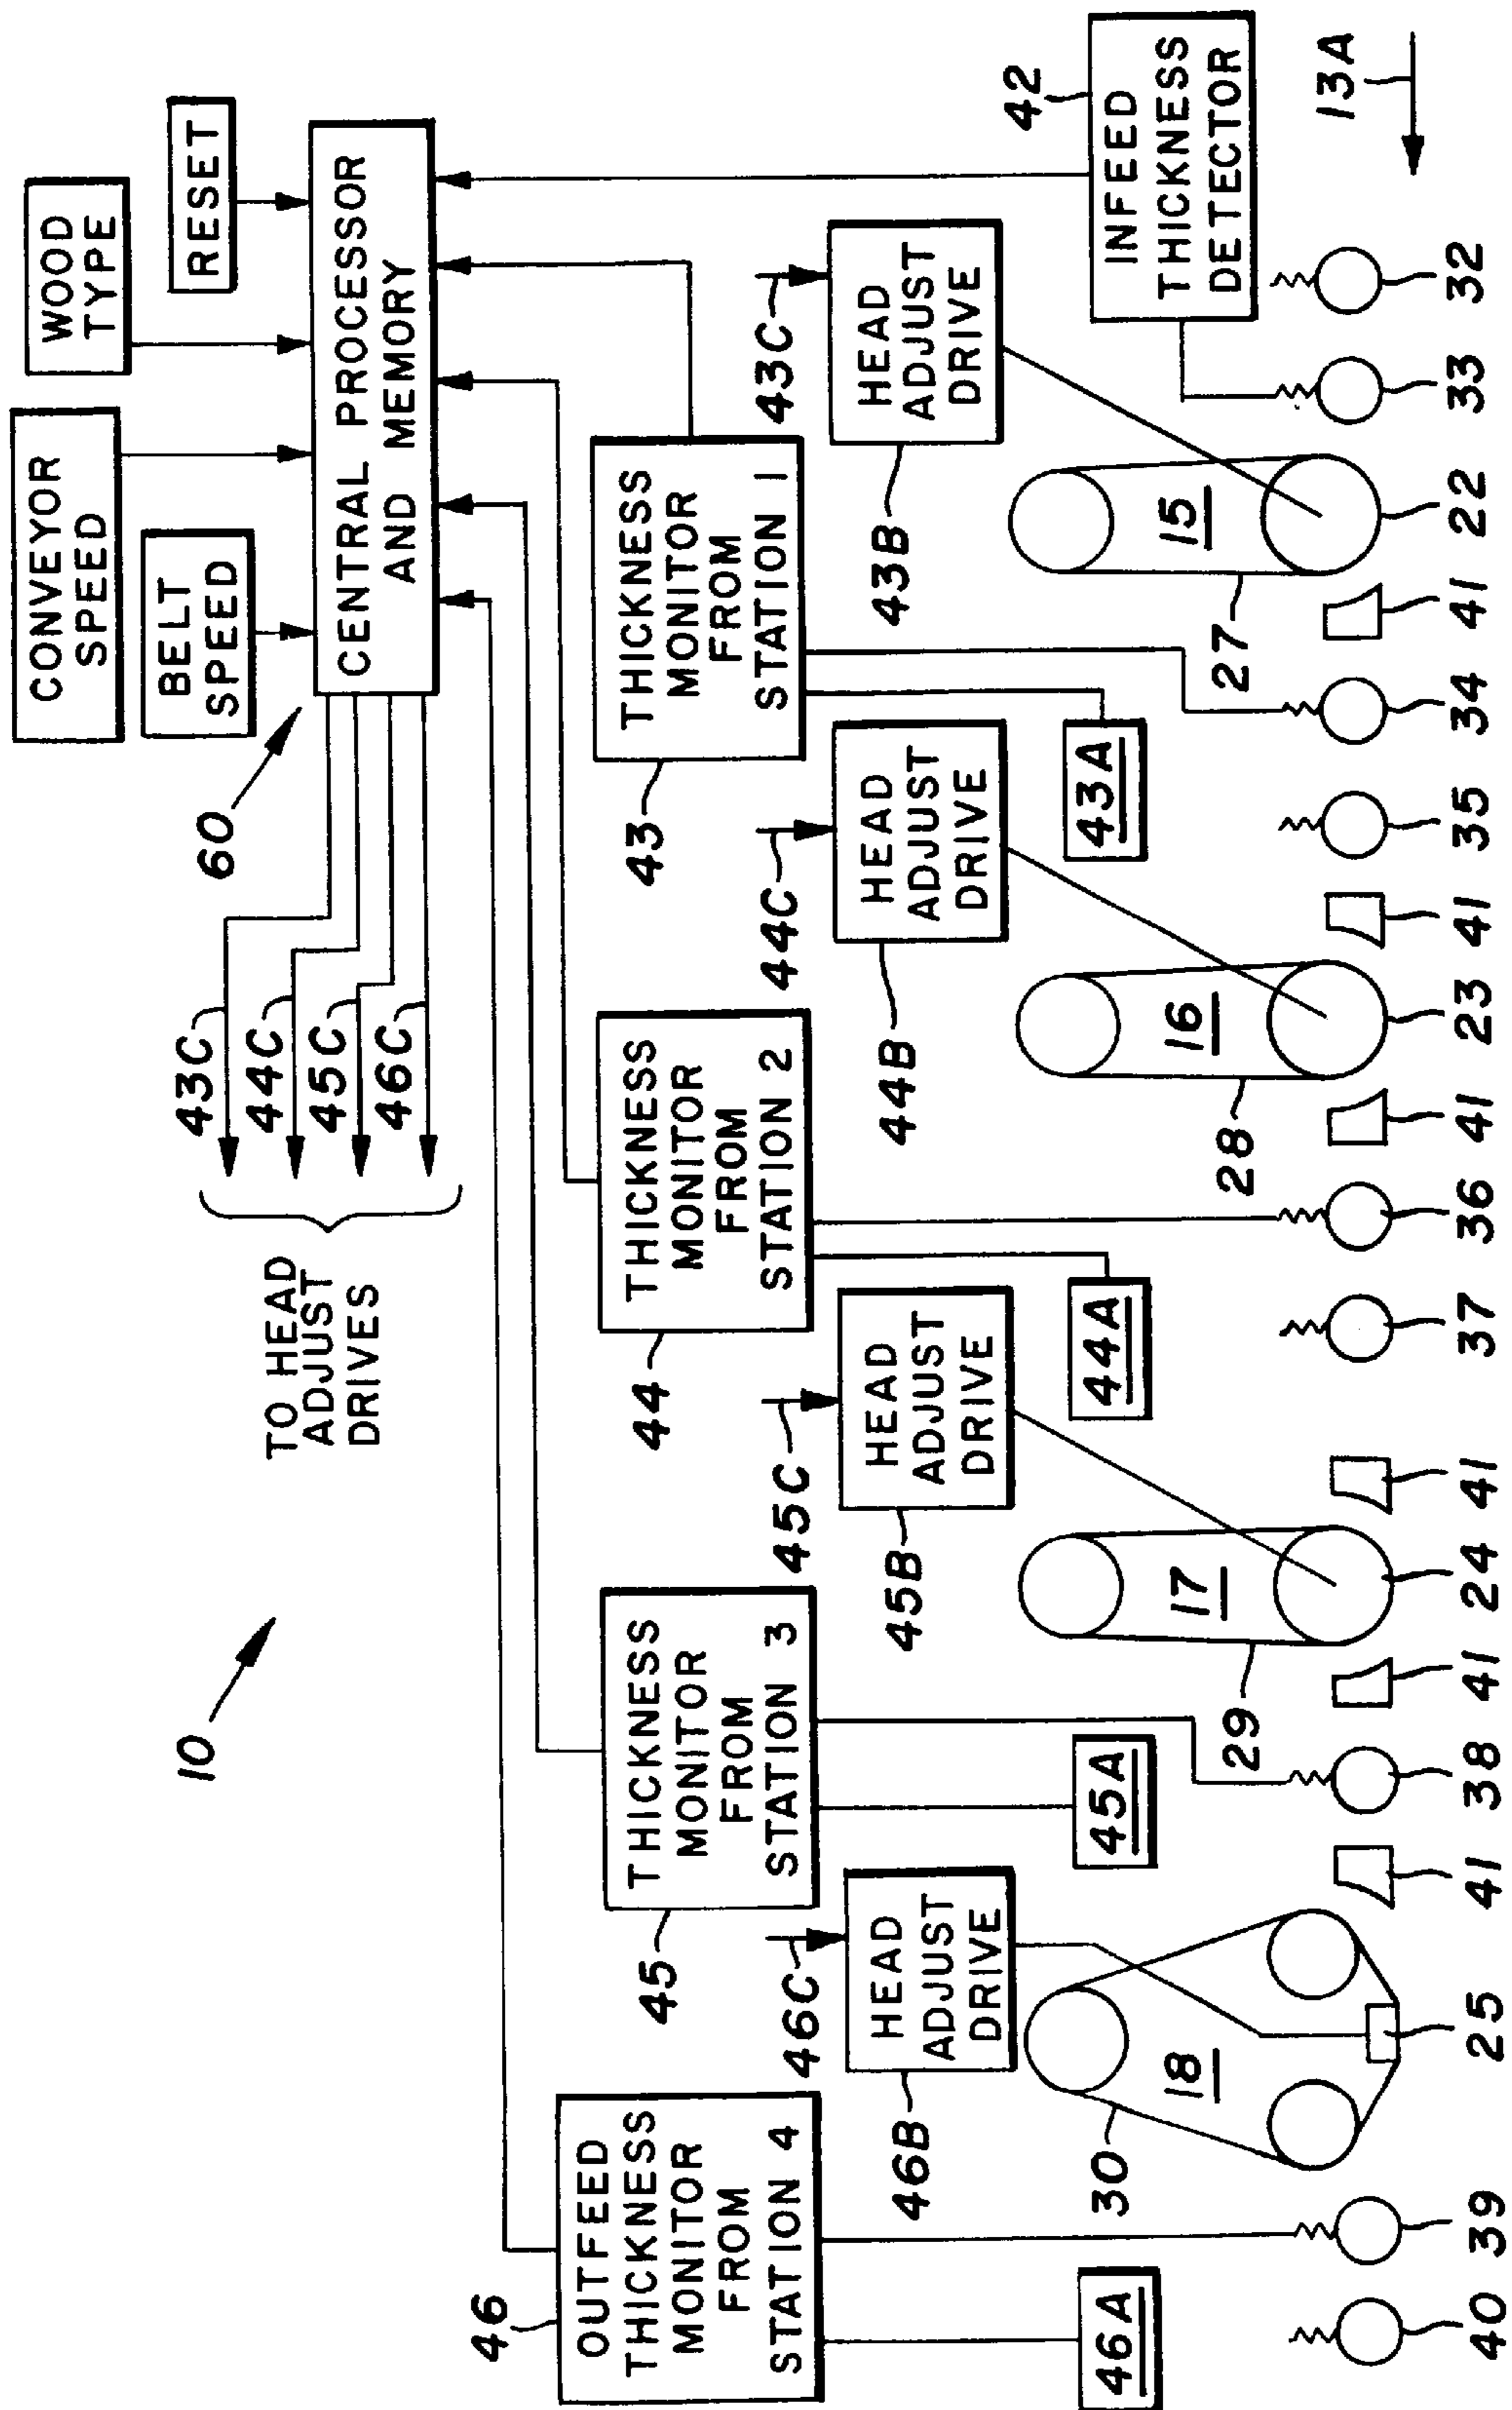 CONVEYOR
SPEED
WOOD
TYPE
BELT
SPEED
RESET
60
CENTRAL PROCESSOR
AND MEMORY
43C
44C
45C
46C
TO HEAD
ADJUST
DRIVES
10
46
OUTFEED
THICKNESS
MONITOR
FROM
STATION 4
45
THICKNESS
MONITOR
FROM
STATION 3
44
THICKNESS
MONITOR
FROM
STATION 2
43
THICKNESS
MONITOR
FROM
STATION 1
42
INFEED
THICKNESS
DETECTOR
46C
HEAD
ADJUST
DRIVE
46B
45C
HEAD
ADJUST
DRIVE
45B
44C
HEAD
ADJUST
DRIVE
44B
43C
HEAD
ADJUST
DRIVE
43B
46A
45A
44A
43A
30
18
29
17
28
16
27
15
13A
40
39
25
41
38
41
24
41
37
36
41
23
41
35
34
41
22
33
32